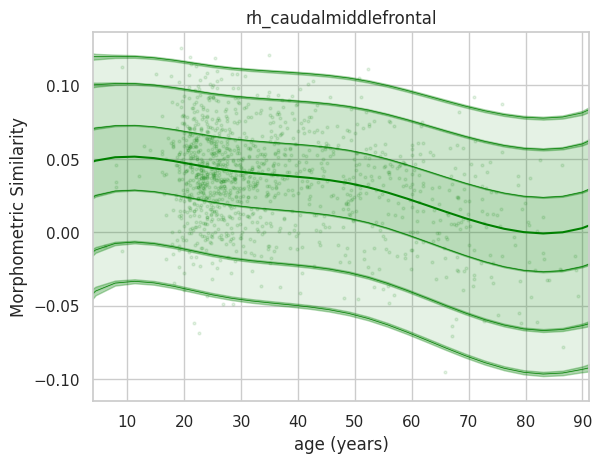 rh_caudalmiddlefrontal
Morphometric Similarity
0.10
0.05
0.00
−0.05
−0.10
10 20 30 40 50 60 70 80 90
age (years)